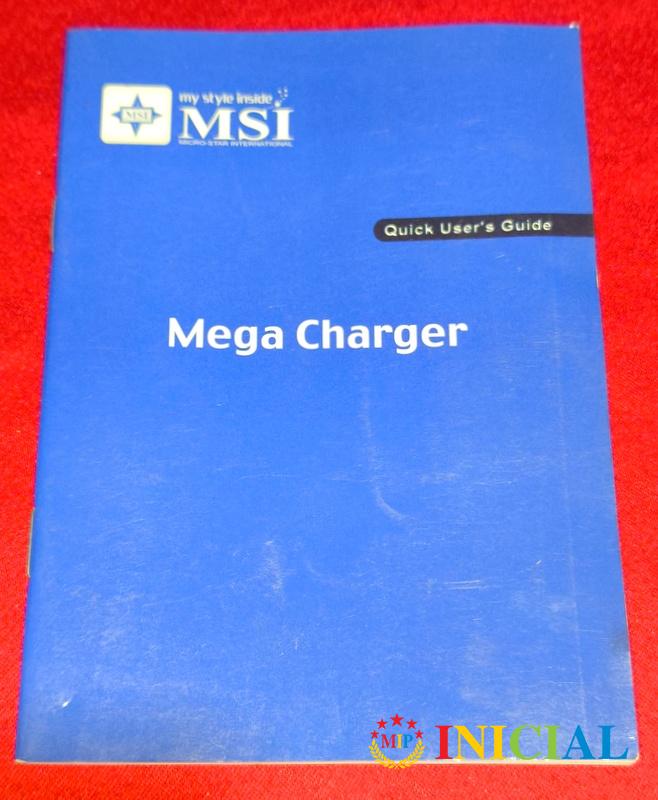 my style inside
MSI
MSI
MICRO-STAR INTERNATIONAL
Quick User's Guide
Mega Charger
MIP
INICIAL